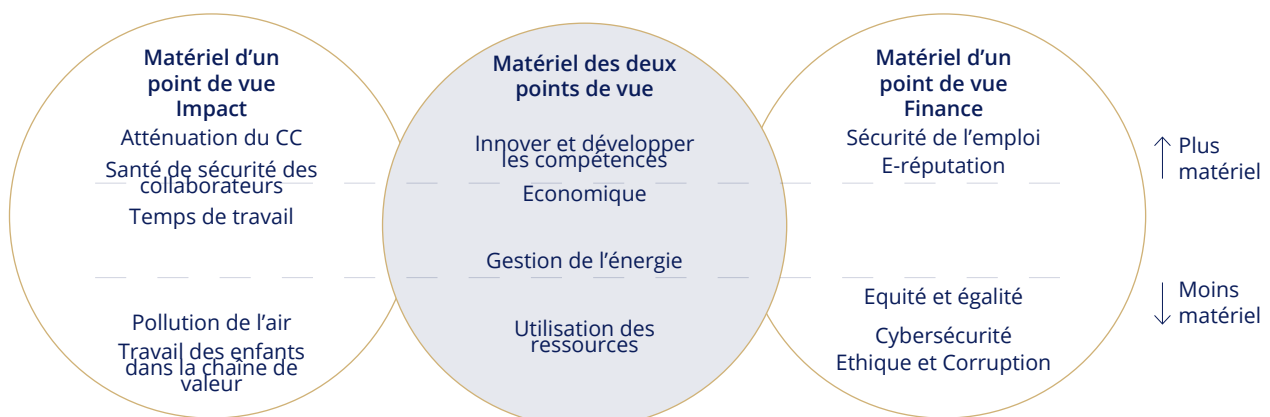 Matériel d’un
point de vue
Impact
Atténuation du CC
Santé de sécurité des
collaborateurs
Temps de travail
Pollution de l’air
Travail des enfants
dans la chaîne de
valeur
Matériel des deux
points de vue
Innover et développer
les compétences
Economique
Gestion de l’énergie
Utilisation des
ressources
Matériel d’un
point de vue
Finance
Sécurité de l’emploi
E-réputation
Equité et égalité
Cybersécurité
Ethique et Corruption
Plus
matériel
Moins
matériel